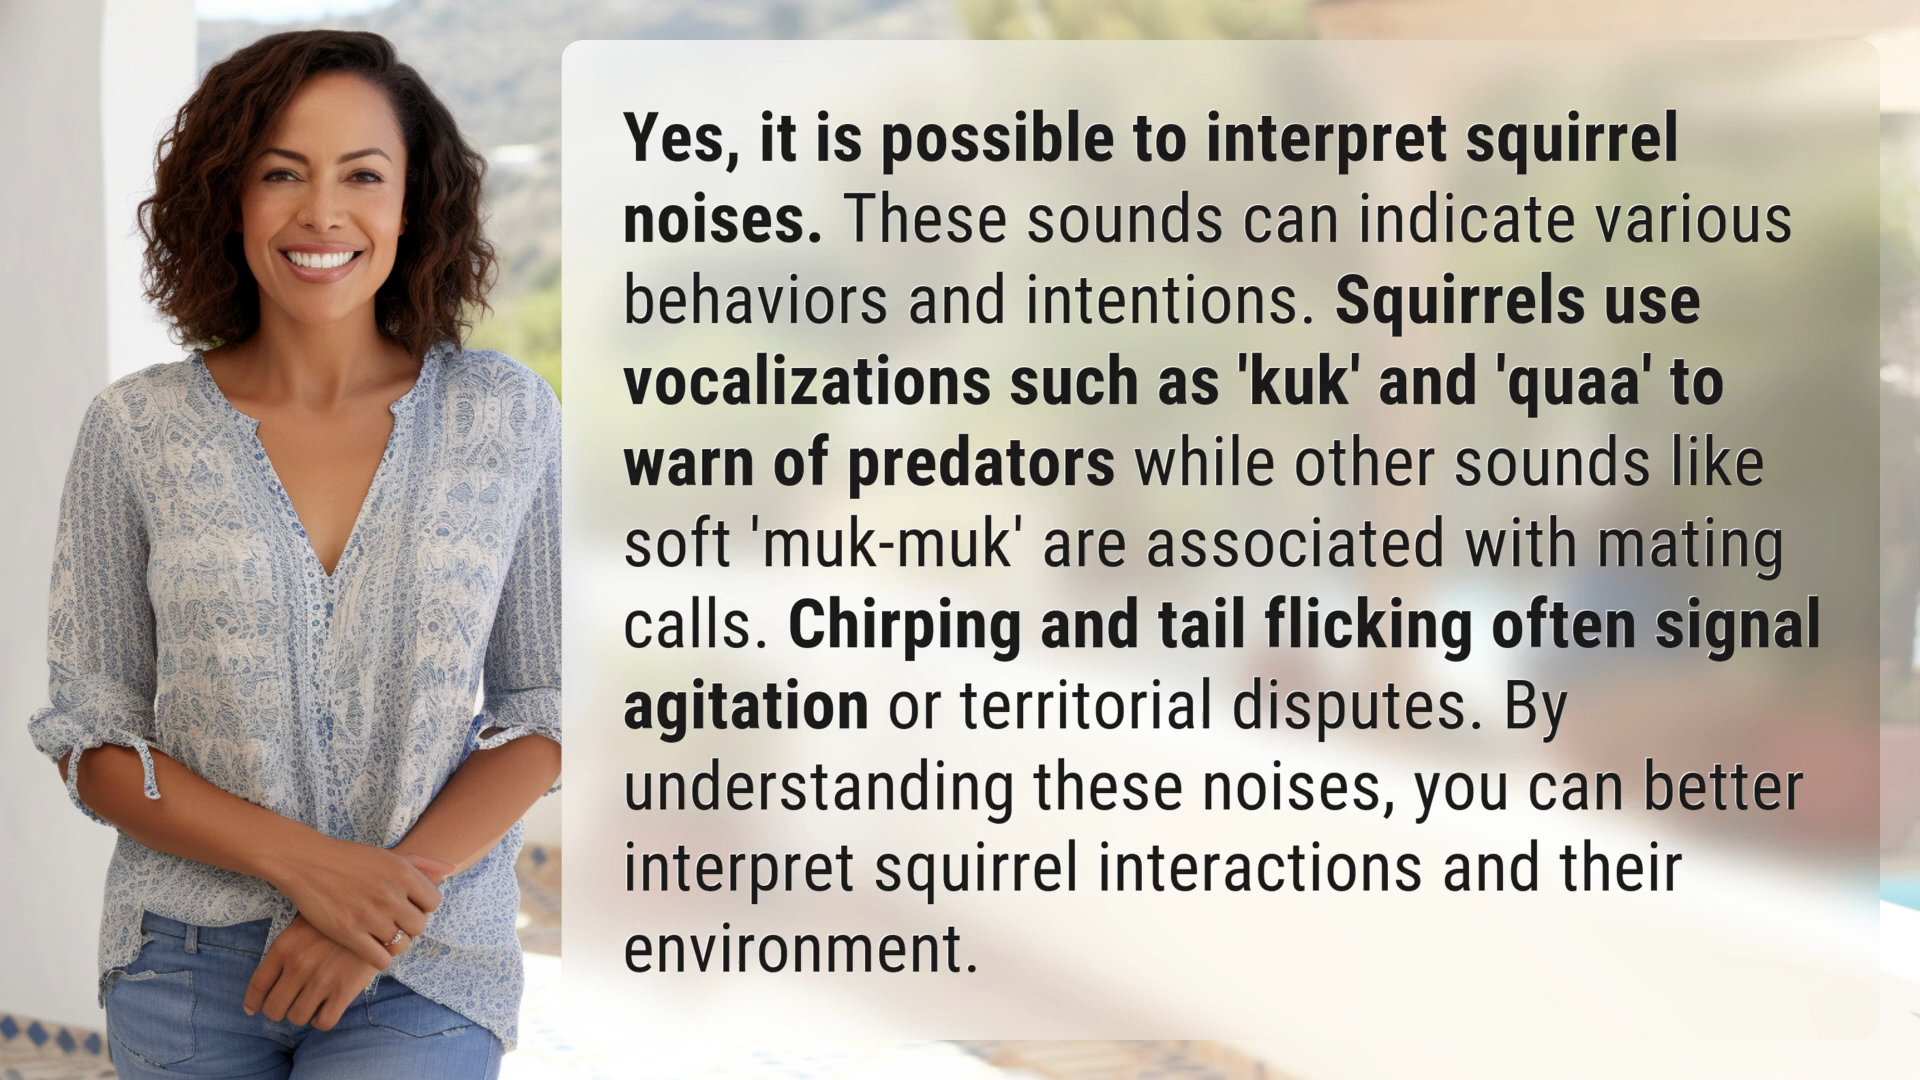 Yes, it is possible to interpret squirrel
noises. These sounds can indicate various
behaviors and intentions. Squirrels use
vocalizations such as 'kuk' and 'quaa' to
warn of predators while other sounds like
soft 'muk-muk' are associated with mating
calls. Chirping and tail flicking often signal
agitation or territorial disputes. By
understanding these noises, you can better
interpret squirrel interactions and their
environment.